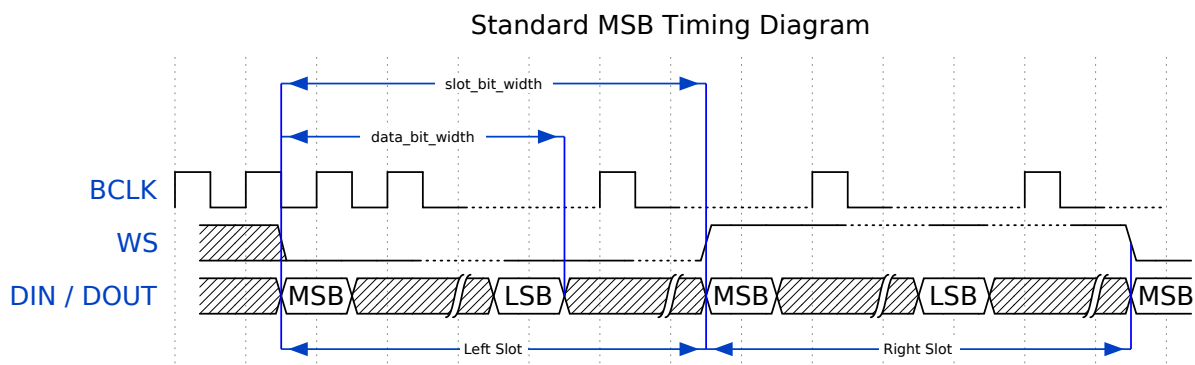 Standard MSB Timing Diagram
slot_bit_width
data_bit_width
BCLK
WS
DIN / DOUT
MSB
LSB
MSB
LSB
MSB
Left Slot
Right Slot